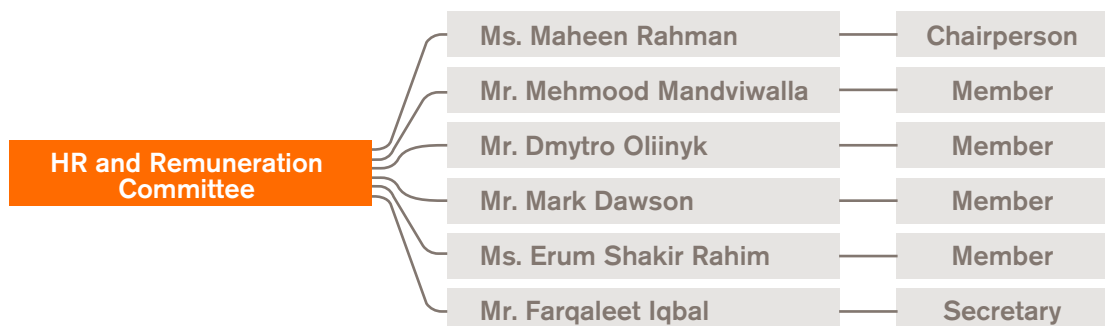 Ms. Maheen Rahman Chairperson
Mr. Mehmood Mandviwalla Member
Mr. Dmytro Oliinyk Member
HR and Remuneration
Committee
Mr. Mark Dawson Member
Ms. Erum Shakir Rahim Member
Mr. Farqaleet Iqbal Secretary